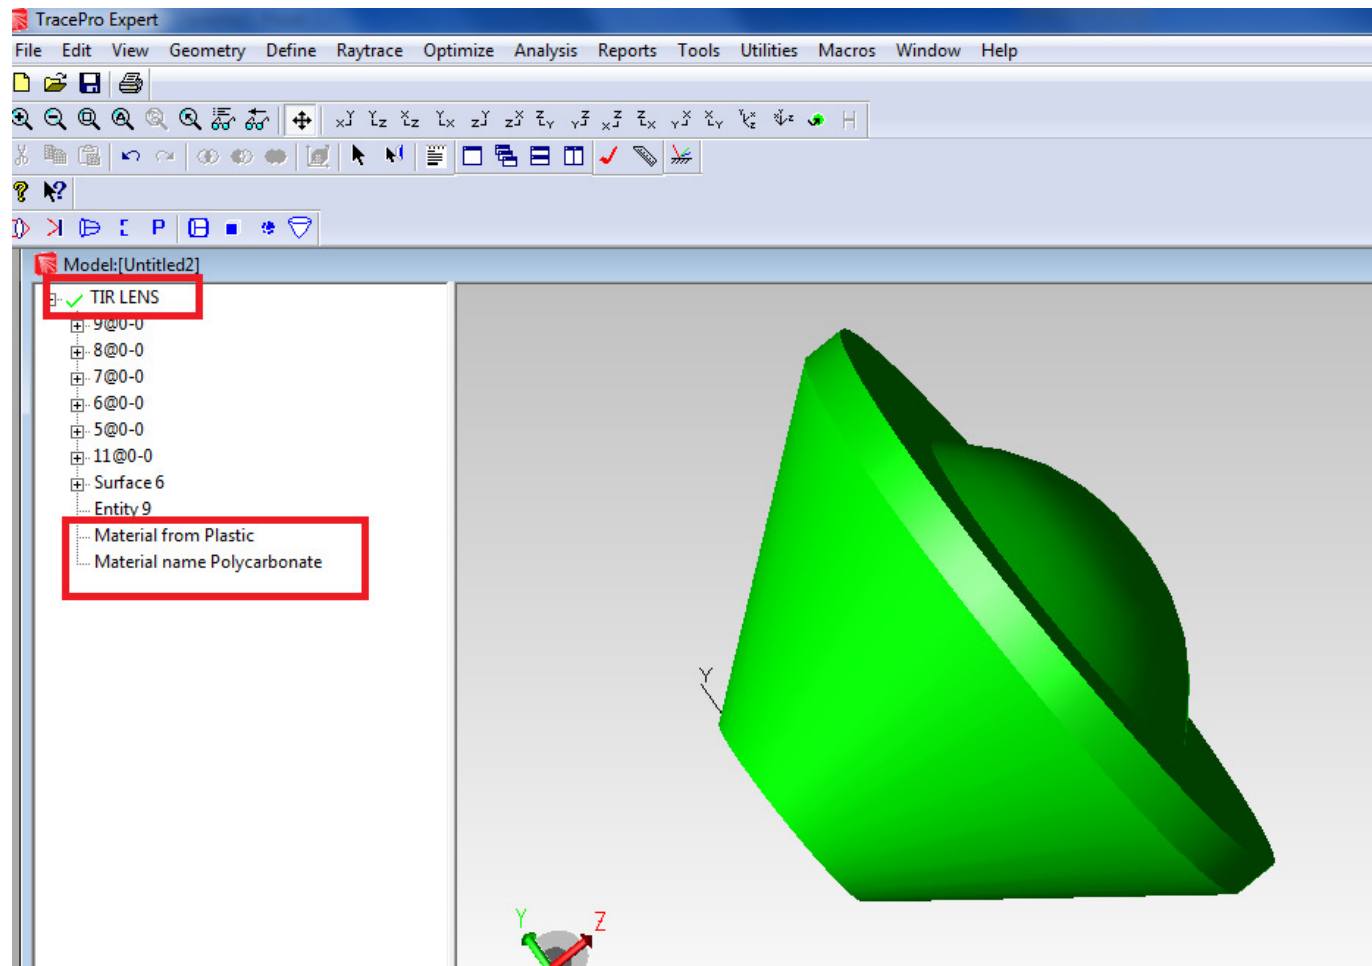 TracePro Expert
File Edit View Geometry Define Raytrace Optimize Analysis Reports Tools Utilities Macros Window Help
P
Model:[Untitled2]
TIR LENS
9@0-0
8@0-0
7@0-0
6@0-0
5@0-0
11@0-0
Surface 6
Entity 9
Material from Plastic
Material name Polycarbonate
Y
Y Z